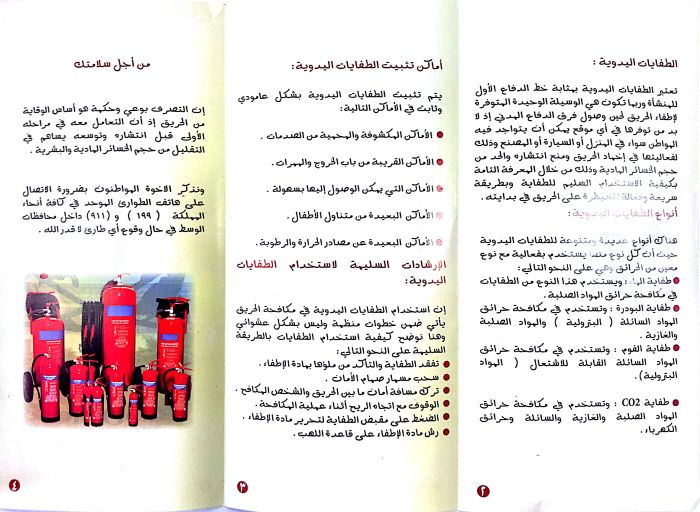 الطفايات اليدوية :
تعتبر الطفايات اليدوية بمثابة خط الدفاع الأول
للمنشأة وربما تكون هي الوسيلة الوحيدة المتوفرة
لإطفاء الحريق لحين وصول فرق الدفاع المدني إذ لا
بد من توفرها في أي موقع يمكن أن يتواجد فيه
المواطن سواء في المنزل أو السيارة أو المصنع وذلك
لفعاليتها في إخماد الحريق ومنع انتشاره والحد من
حجم الخسائر المادية وذلك من خلال المعرفة التامة
بكيفية الاستخدام السليم للطفاية وبطريقة
سريعة وفعالة للسيطرة على الحريق في بدايته .
أنواع الطفايات اليدوية :
هناك أنواع عديدة ومتنوعة للطفايات اليدوية
حيث أن كل نوع منها يستخدم بفعالية مع نوع
معين من الحرائق وهي على النحو التالي:
طفاية الماء: ويستخدم هذا النوع من الطفايات
في مكافحة حرائق المواد الصلبة .
طفاية البودرة : وتستخدم في مكافحة حرائق
المواد السائلة ( البترولية ) والمواد الصلبة
والغازية .
طفاية الفوم : وتستخدم في مكافحة حرائق
المواد السائلة القابلة للاشتعال ( المواد
البترولية ) .
طفاية CO2 : وتستخدم في مكافحة حرائق
المواد الصلبة والغازية والسائلة وحرائق
الكهرباء .
٢
أماكن تثبيت الطفايات اليدوية :
يتم تثبيت الطفايات اليدوية بشكل عامودي
وثابت في الأماكن التالية:
الأماكن المكشوفة والمحمية من الصدمات .
الأماكن القريبة من باب الخروج والممرات .
الأماكن التي يمكن الوصول إليها بسهولة .
الأماكن البعيدة من متناول الأطفال .
الأماكن البعيدة عن مصادر الحرارة والرطوبة .
الإرشادات السليمة لاستخدام الطفايات
اليدوية :
إن استخدام الطفايات اليدوية في مكافحة الحريق
يأتي ضمن خطوات منظمة وليس بشكل عشوائي
وهنا نوضح كيفية استخدام الطفايات بالطريقة
السليمة على النحو التالي:
تفقد الطفاية والتأكد من ملؤها بمادة الإطفاء .
سحب مسمار صمام الأمان .
ترك مسافة أمان ما بين الحريق والشخص المكافح .
الوقوف مع اتجاه الريح أثناء عملية المكافحة .
الضغط على مقبض الطفاية لتحرير مادة الإطفاء .
رش مادة الإطفاء على قاعدة اللهب .
٣
من أجل سلامتك
إن التصرف بوعي وحكمة هو أساس الوقاية
من الحريق إذ أن التعامل معه في مراحله
الأولى قبل انتشاره وتوسعه يساهم في
التقليل من حجم الخسائر المادية والبشرية .
ونذكر الاخوة المواطنون بضرورة الاتصال
على هاتف الطوارئ الموحد في كافة أنحاء
المملكة ( ١٩٩ ) و (٩١١) داخل محافظات
الوسط في حال وقوع أي طارئ لا قدر الله .
٤